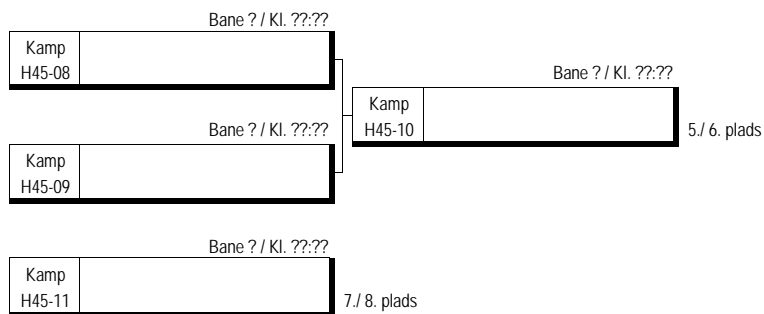 Bane ? / Kl. ??:??
Kamp
H45-08
Bane ? / Kl. ??:??
Kamp
H45-10
5./ 6. plads
Bane ? / Kl. ??:??
Kamp
H45-09
Bane ? / Kl. ??:??
Kamp
H45-11
7./ 8. plads